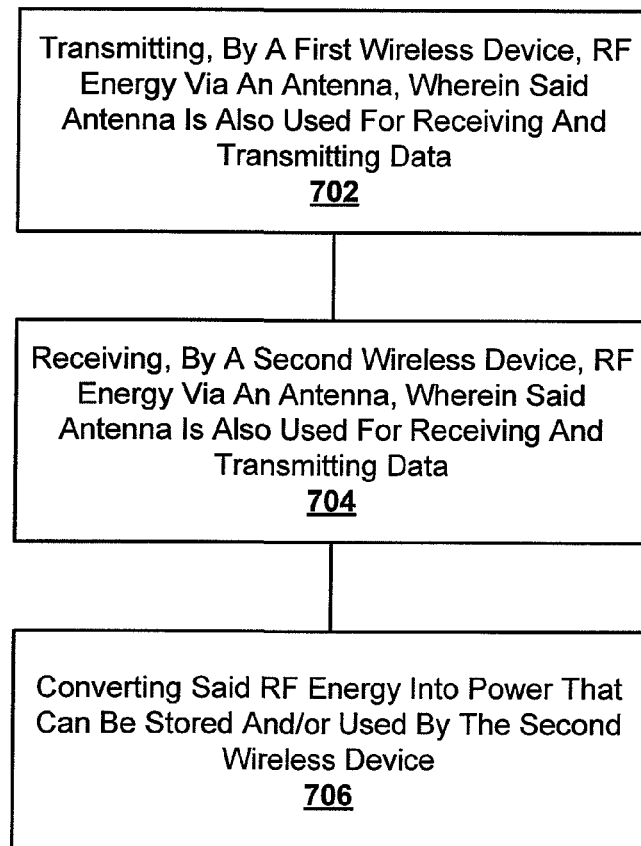 Transmitting, By A First Wireless Device, RF
Energy Via An Antenna, Wherein Said
Antenna Is Also Used For Receiving And
Transmitting Data
702
Receiving, By A Second Wireless Device, RF
Energy Via An Antenna, Wherein Said
Antenna Is Also Used For Receiving And
Transmitting Data
704
Converting Said RF Energy Into Power That
Can Be Stored And/or Used By The Second
Wireless Device
706